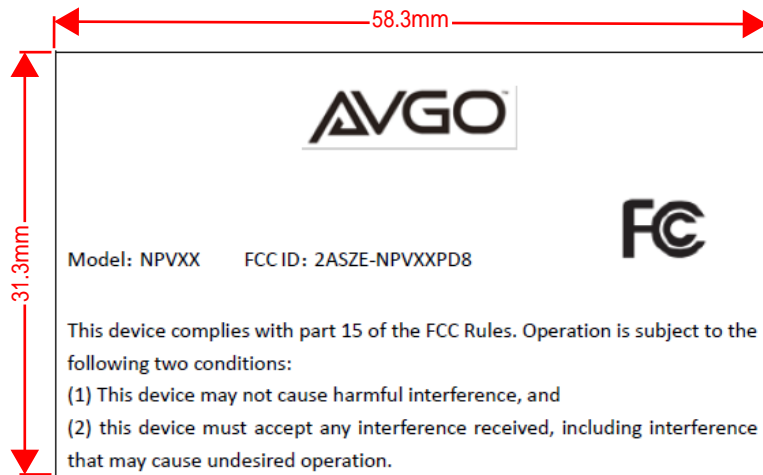 58.3mm
AVGO™
FC
Model: NPVXX FCC ID: 2ASZE-NPVXXPD8
31.3mm
This device complies with part 15 of the FCC Rules. Operation is subject to the
following two conditions:
(1) This device may not cause harmful interference, and
(2) this device must accept any interference received, including interference
that may cause undesired operation.